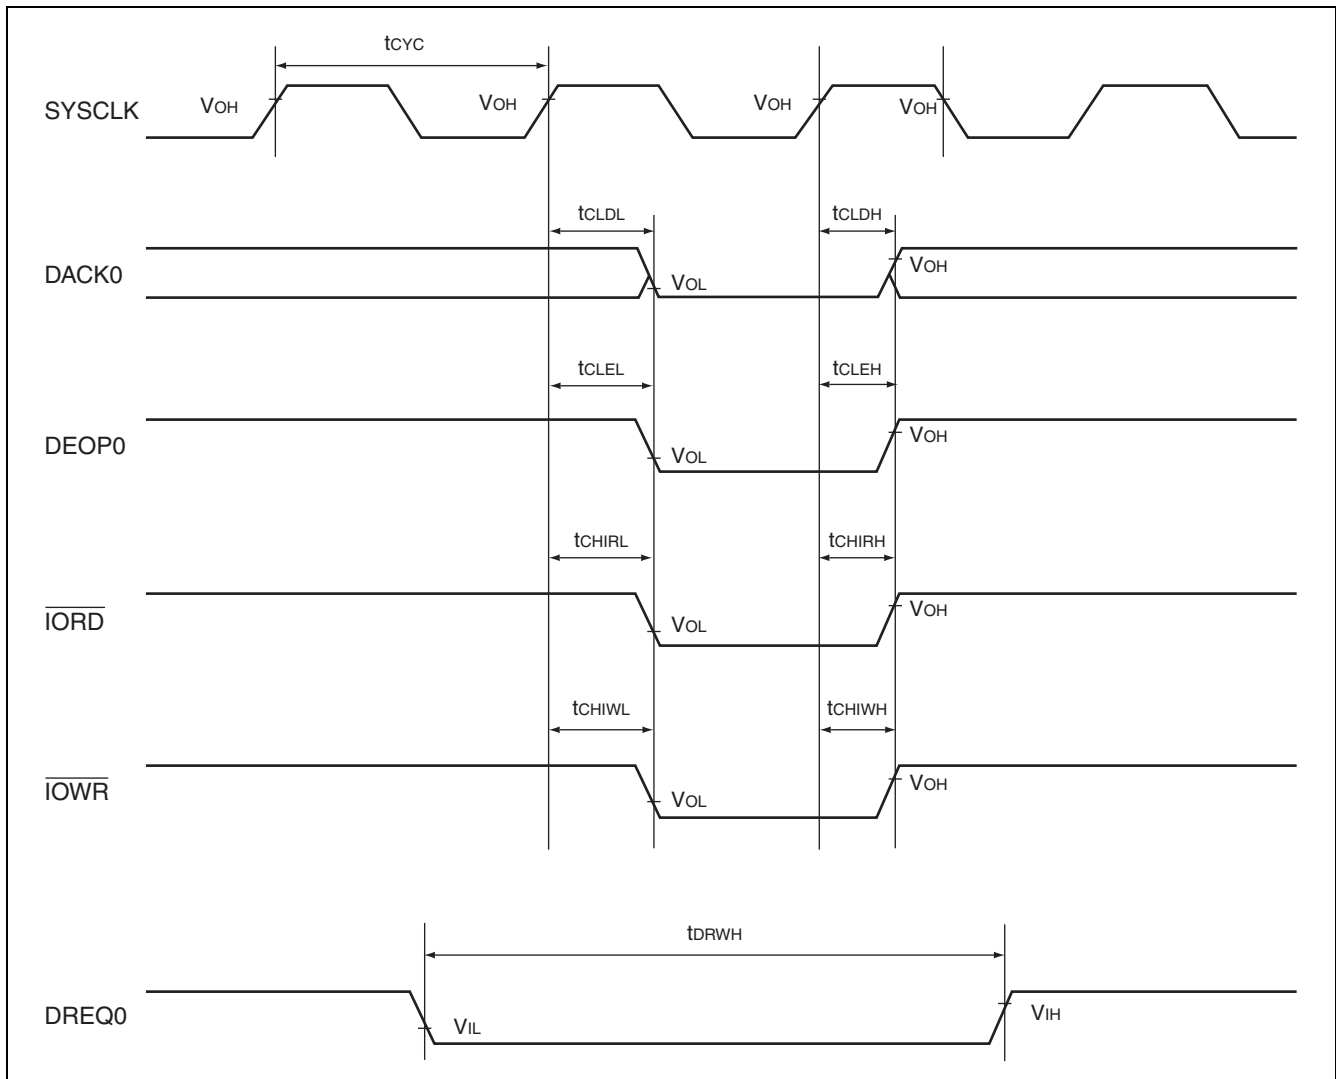 tCYC
SYSCLK VOH VOH VOH VOH
tCLDL tCLDH
DACK0 VOL VOH
tCLEL tCLEH
DEOP0 VOL VOH
tCHIRL tCHIRH
IORD VOL VOH
tCHIWL tCHIWH
IOWR VOL VOH
tDRWH
DREQ0 VIL VIH